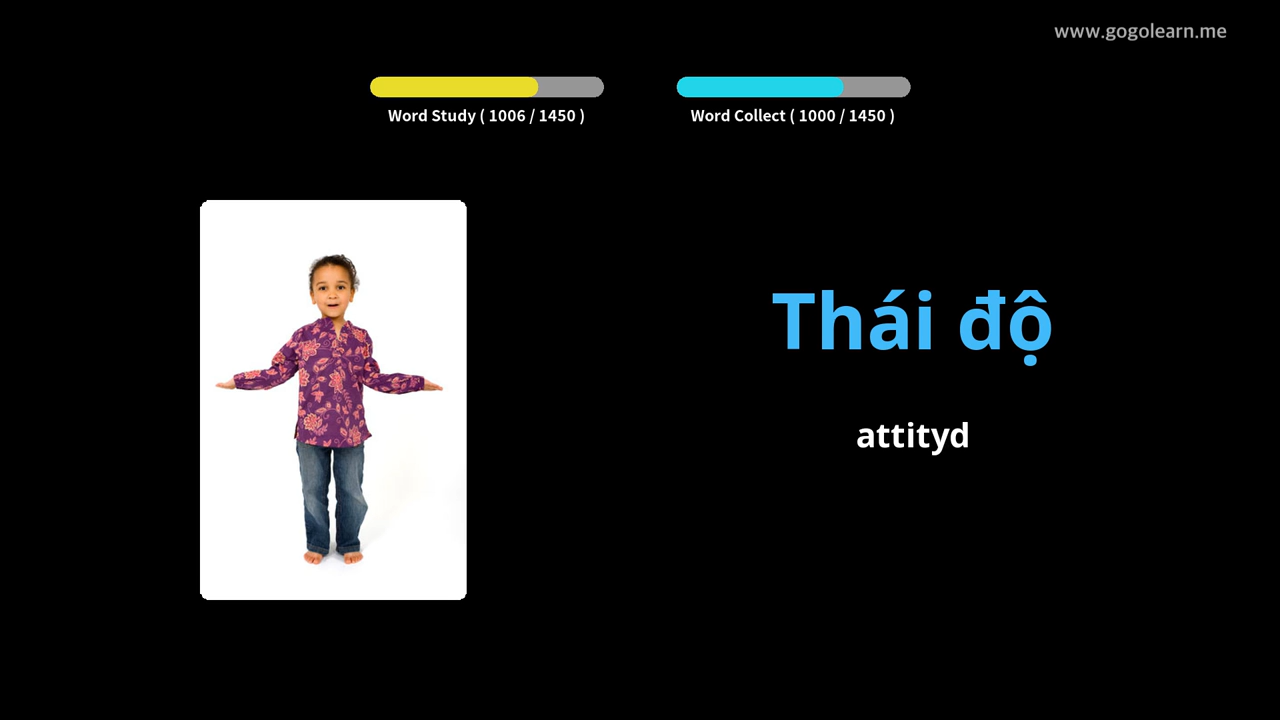 www.gogolearn.me
Word Study ( 1006 / 1450 )
Word Collect ( 1000 / 1450 )
Thái độ
attityd